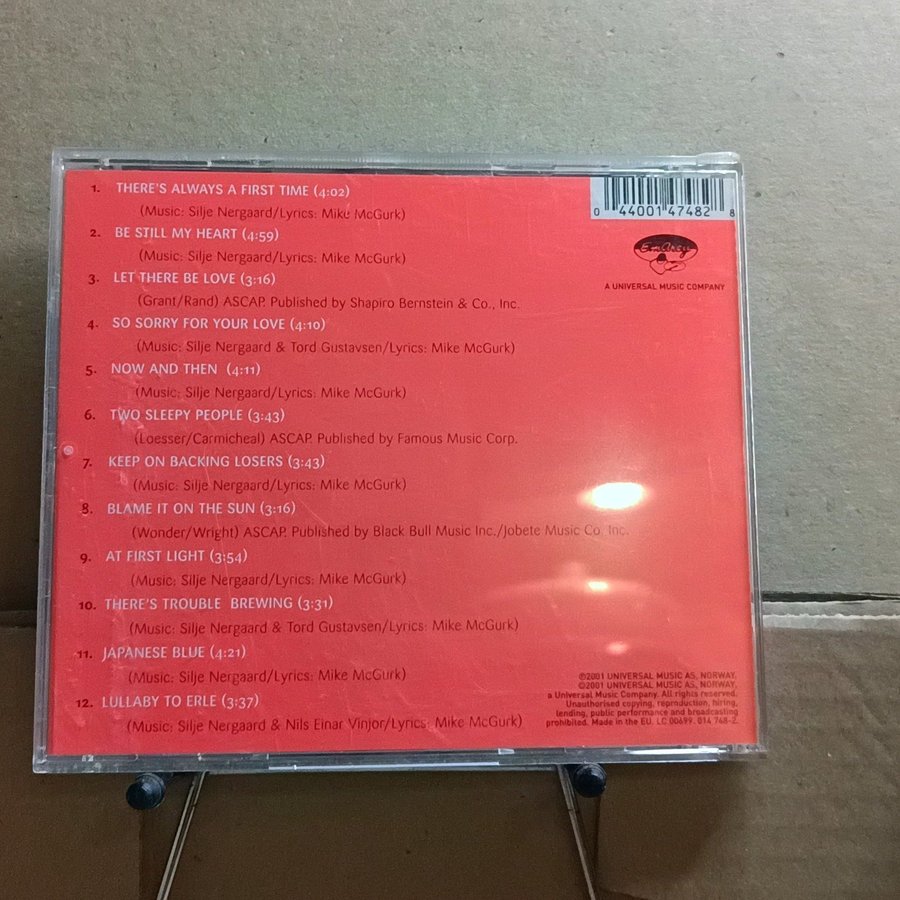 1. THERE'S ALWAYS A FIRST TIME (4:02)
(Music: Silje Nergaard/Lyrics: Mike McGurk)
2. BE STILL MY HEART (4:59)
(Music: Silje Nergaard/Lyrics: Mike McGurk)
3. LET THERE BE LOVE (3:16)
(Grant/Rand) ASCAP. Published by Shapiro Bernstein & Co., Inc.
4. SO SORRY FOR YOUR LOVE (4:10)
(Music: Silje Nergaard & Tord Gustavsen/Lyrics: Mike McGurk)
5. NOW AND THEN (4:11)
(Music: Silje Nergaard/Lyrics: Mike McGurk)
6. TWO SLEEPY PEOPLE (3:43)
(Loesser/Carmicheal) ASCAP. Published by Famous Music Corp.
7. KEEP ON BACKING LOSERS (3:43)
(Music: Silje Nergaard/Lyrics: Mike McGurk)
8. BLAME IT ON THE SUN (3:16)
(Wonder/Wright) ASCAP. Published by Black Bull Music Inc./Jobete Music Co, Inc.
9. AT FIRST LIGHT (3:54)
(Music: Silje Nergaard/Lyrics: Mike McGurk)
10. THERE'S TROUBLE BREWING (3:31)
(Music: Silje Nergaard & Tord Gustavsen/Lyrics: Mike McGurk)
11. JAPANESE BLUE (4:21)
(Music: Silje Nergaard/Lyrics: Mike McGurk)
12. LULLABY TO ERLE (3:37)
(Music: Silje Nergaard & Nils Einar Vinjor/Lyrics: Mike McGurk)
0 44001 47482 8
EmArcy
A UNIVERSAL MUSIC COMPANY
℗2001 UNIVERSAL MUSIC AS, NORWAY,
©2001 UNIVERSAL MUSIC AS, NORWAY,
a Universal Music Company. All rights reserved.
Unauthorised copying, reproduction, hiring,
lending, public performance and broadcasting
prohibited. Made in the EU. LC 00699. 014 748-2.